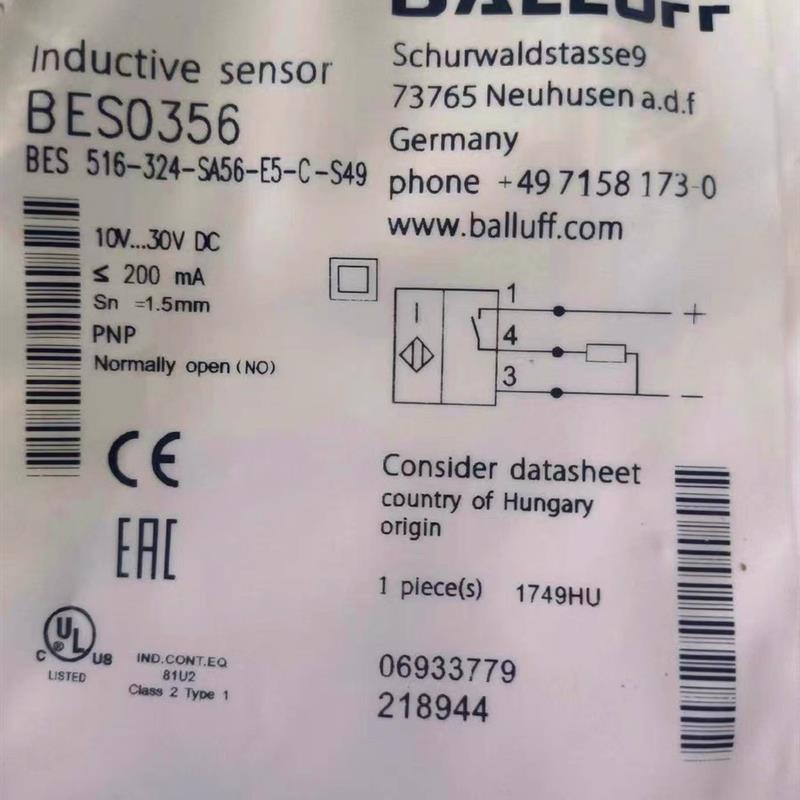 BALLUFF
Inductive sensor
BES0356
BES 516-324-SA56-E5-C-S49
Schurwaldstasse9
73765 Neuhusen a.d.f
Germany
phone +49 7158 173-0
www.balluff.com
10V...30V DC
≤ 200 mA
Sn =1.5mm
PNP
Normally open (NO)
1
4
3
+
−
CE
EAC
Consider datasheet
country of Hungary
origin
1 piece(s) 1749HU
06933779
218944
C UL ® US
LISTED
IND.CONT.EQ
81U2
Class 2 Type 1